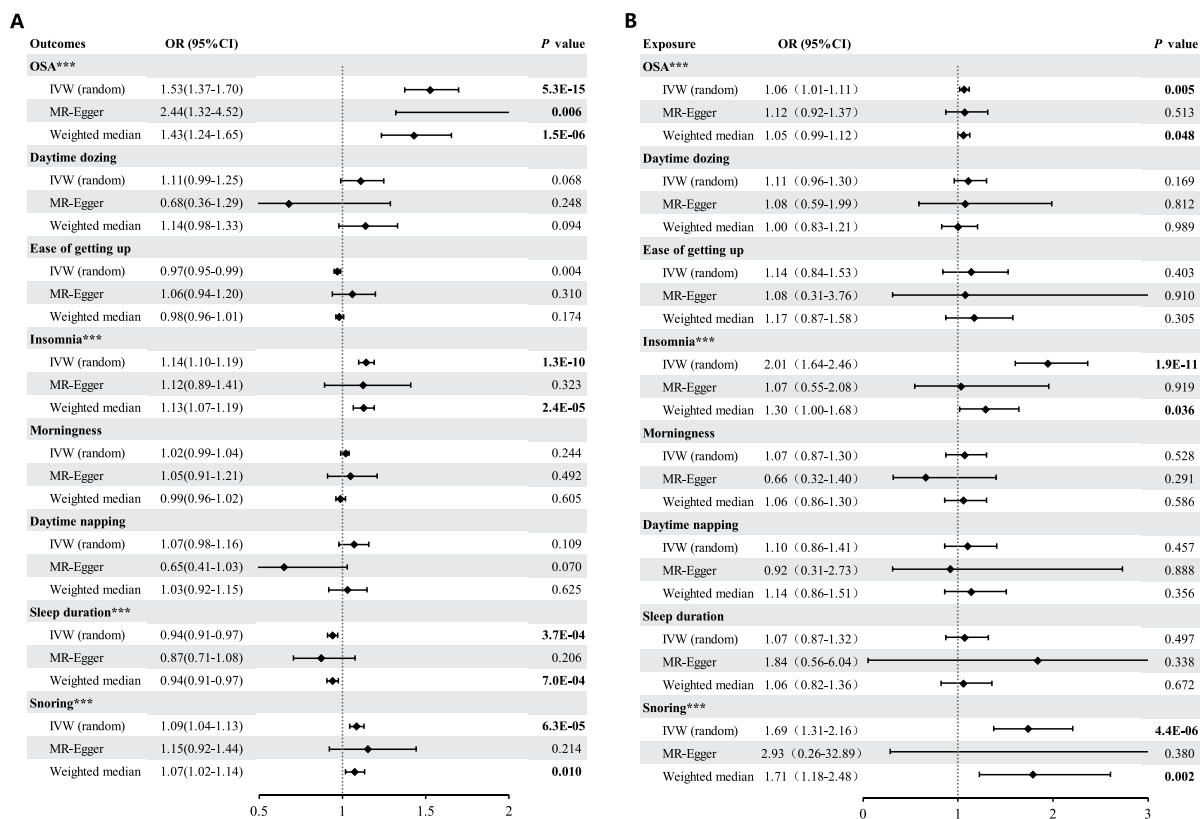 A
Outcomes OR (95%CI) P value
OSA***
IVW (random) 1.53(1.37-1.70) 5.3E-15
MR-Egger 2.44(1.32-4.52) 0.006
Weighted median 1.43(1.24-1.65) 1.5E-06
Daytime dozing
IVW (random) 1.11(0.99-1.25) 0.068
MR-Egger 0.68(0.36-1.29) 0.248
Weighted median 1.14(0.98-1.33) 0.094
Ease of getting up
IVW (random) 0.97(0.95-0.99) 0.004
MR-Egger 1.06(0.94-1.20) 0.310
Weighted median 0.98(0.96-1.01) 0.174
Insomnia***
IVW (random) 1.14(1.10-1.19) 1.3E-10
MR-Egger 1.12(0.89-1.41) 0.323
Weighted median 1.13(1.07-1.19) 2.4E-05
Morningness
IVW (random) 1.02(0.99-1.04) 0.244
MR-Egger 1.05(0.91-1.21) 0.492
Weighted median 0.99(0.96-1.02) 0.605
Daytime napping
IVW (random) 1.07(0.98-1.16) 0.109
MR-Egger 0.65(0.41-1.03) 0.070
Weighted median 1.03(0.92-1.15) 0.625
Sleep duration***
IVW (random) 0.94(0.91-0.97) 3.7E-04
MR-Egger 0.87(0.71-1.08) 0.206
Weighted median 0.94(0.91-0.97) 7.0E-04
Snoring***
IVW (random) 1.09(1.04-1.13) 6.3E-05
MR-Egger 1.15(0.92-1.44) 0.214
Weighted median 1.07(1.02-1.14) 0.010
0.5 1 1.5 2
B
Exposure OR (95%CI) P value
OSA***
IVW (random) 1.06（1.01-1.11） 0.005
MR-Egger 1.12（0.92-1.37） 0.513
Weighted median 1.05（0.99-1.12） 0.048
Daytime dozing
IVW (random) 1.11（0.96-1.30） 0.169
MR-Egger 1.08（0.59-1.99） 0.812
Weighted median 1.00（0.83-1.21） 0.989
Ease of getting up
IVW (random) 1.14（0.84-1.53） 0.403
MR-Egger 1.08（0.31-3.76） 0.910
Weighted median 1.17（0.87-1.58） 0.305
Insomnia***
IVW (random) 2.01（1.64-2.46） 1.9E-11
MR-Egger 1.07（0.55-2.08） 0.919
Weighted median 1.30（1.00-1.68） 0.036
Morningness
IVW (random) 1.07（0.87-1.30） 0.528
MR-Egger 0.66（0.32-1.40） 0.291
Weighted median 1.06（0.86-1.30） 0.586
Daytime napping
IVW (random) 1.10（0.86-1.41） 0.457
MR-Egger 0.92（0.31-2.73） 0.888
Weighted median 1.14（0.86-1.51） 0.356
Sleep duration
IVW (random) 1.07（0.87-1.32） 0.497
MR-Egger 1.84（0.56-6.04） 0.338
Weighted median 1.06（0.82-1.36） 0.672
Snoring***
IVW (random) 1.69（1.31-2.16） 4.4E-06
MR-Egger 2.93（0.26-32.89） 0.380
Weighted median 1.71（1.18-2.48） 0.002
0 1 2 3